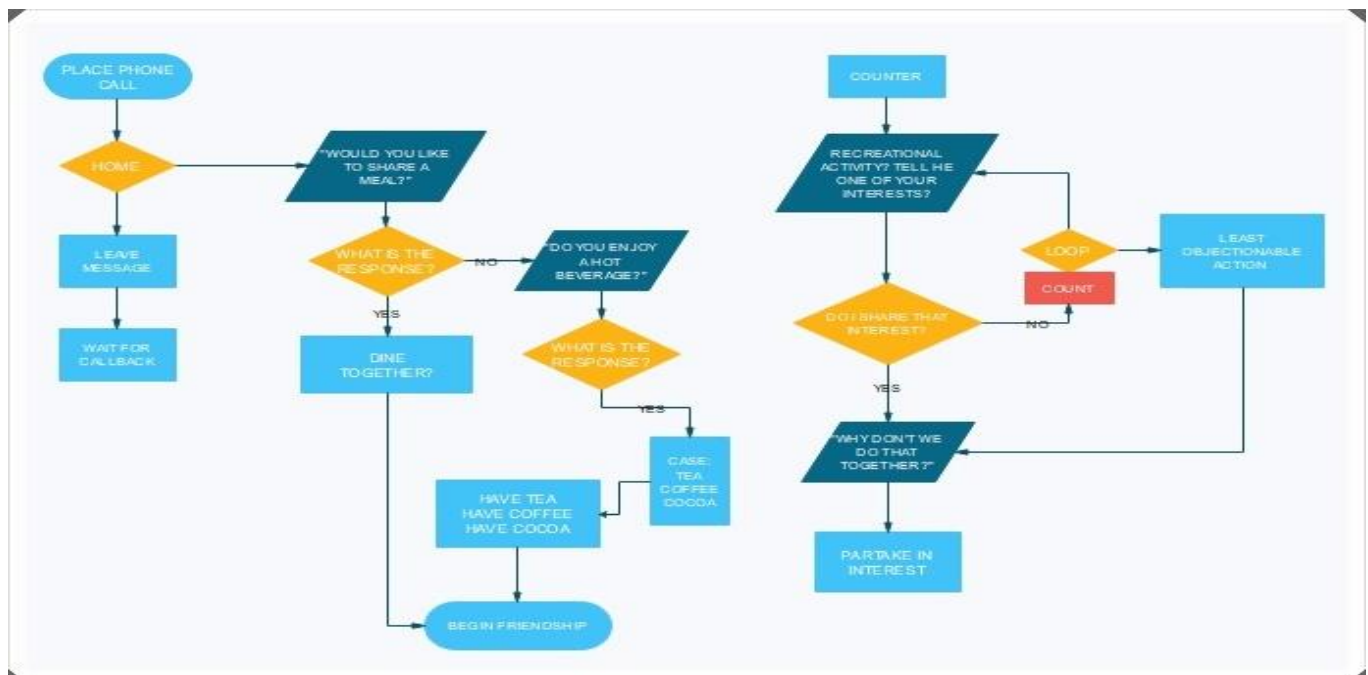 PLACE PHONE
CALL
HOME
LEAVE
MESSAGE
WAIT FOR
CALLBACK
"WOULD YOU LIKE
TO SHARE A
MEAL?"
WHAT IS THE
RESPONSE?
NO
YES
DINE
TOGETHER?
"DO YOU ENJOY
A HOT
BEVERAGE?"
WHAT IS THE
RESPONSE?
YES
CASE:
TEA
COFFEE
COCOA
HAVE TEA
HAVE COFFEE
HAVE COCOA
BEGIN FRIENDSHIP
COUNTER
RECREATIONAL
ACTIVITY? TELL HE
ONE OF YOUR
INTERESTS?
DO I SHARE THAT
INTEREST?
NO
COUNT
LOOP
LEAST
OBJECTIONABLE
ACTION
YES
"WHY DON'T WE
DO THAT
TOGETHER?"
PARTAKE IN
INTEREST